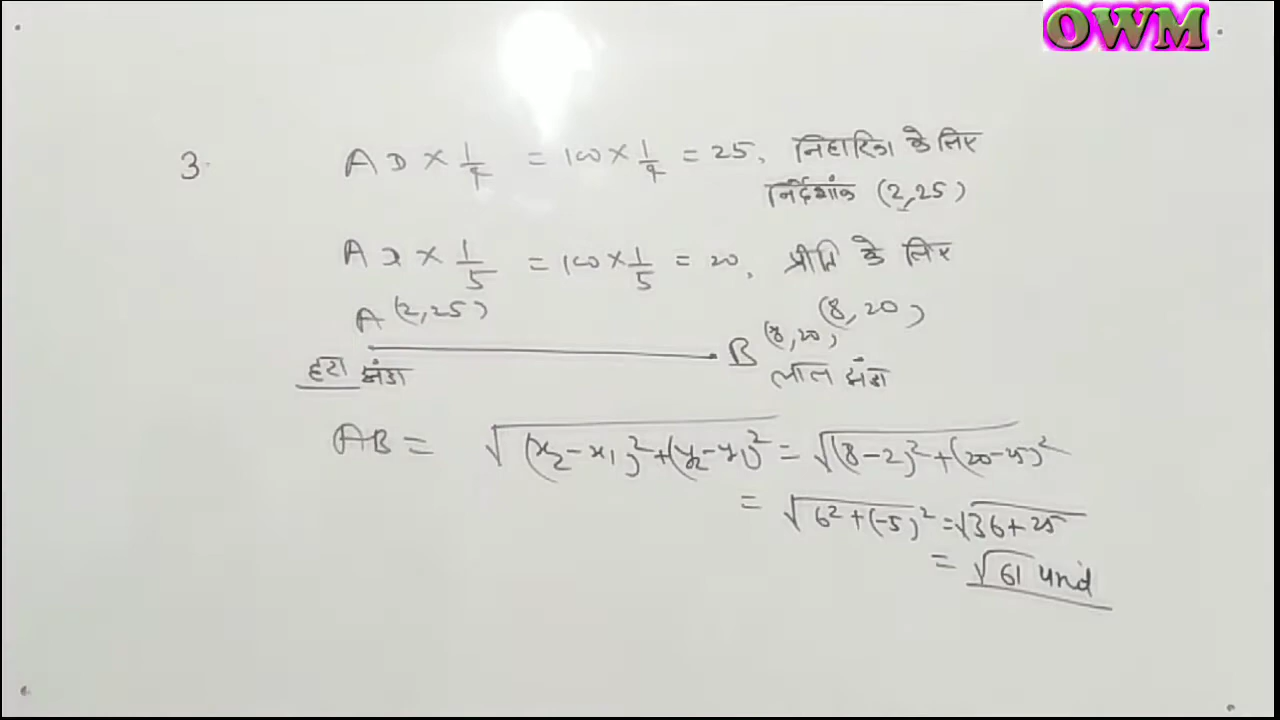 OWM
3. AD × 1/4 = 100 × 1/4 = 25, निहारिका के लिए
निर्देशांक (2,25)
AD × 1/5 = 100 × 1/5 = 20, प्रीति के लिए
(8,20)
A (2,25)
B (8,20)
हरा झंडा
लाल झंडा
AB = √(x₂-x₁)²+(y₂-y₁)² = √(8-2)²+(20-25)²
= √6²+(-5)² = √36+25
= √61 unit